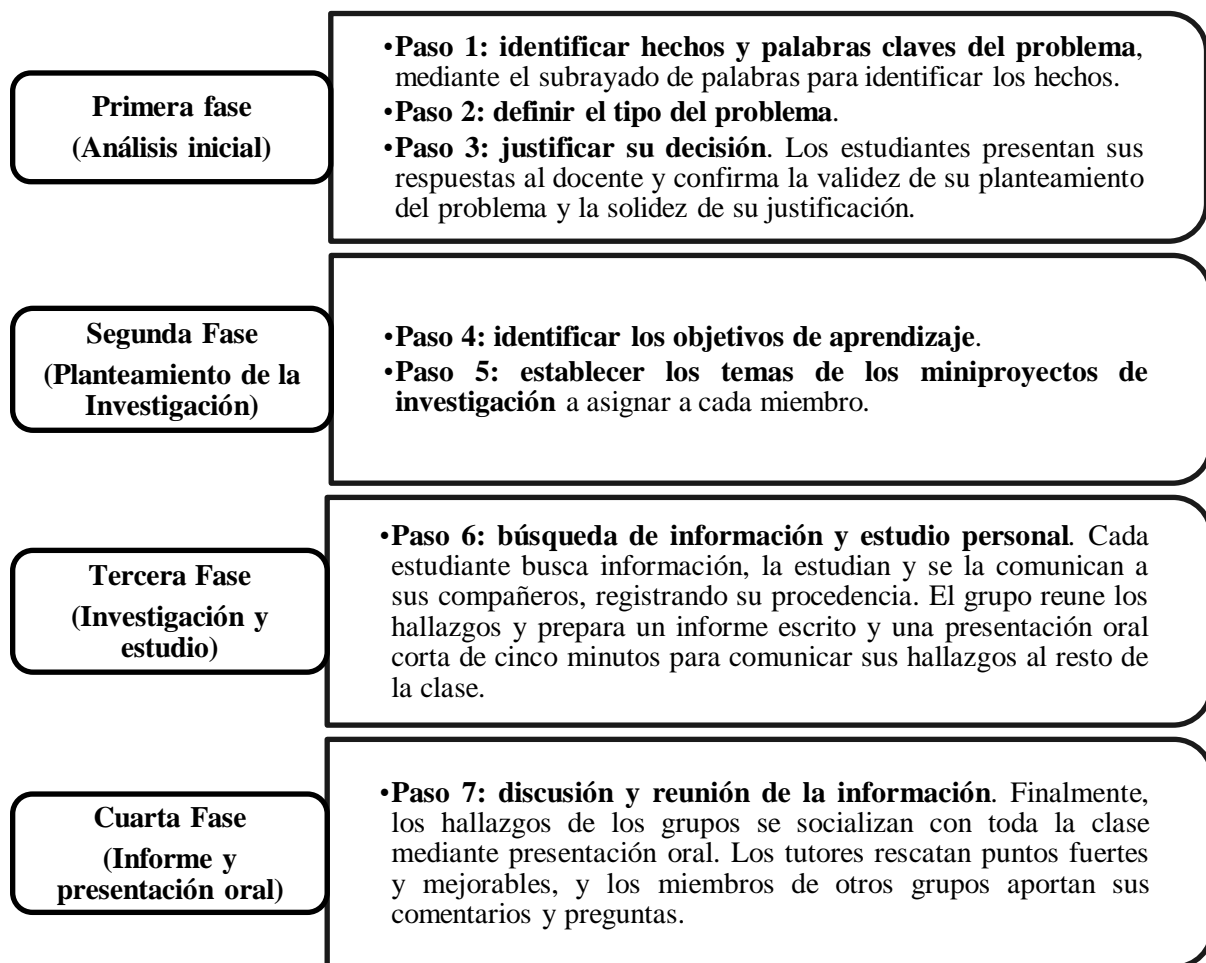 Primera fase
(Análisis inicial)
•Paso 1: identificar hechos y palabras claves del problema,
mediante el subrayado de palabras para identificar los hechos.
•Paso 2: definir el tipo del problema.
•Paso 3: justificar su decisión. Los estudiantes presentan sus
respuestas al docente y confirma la validez de su planteamiento
del problema y la solidez de su justificación.
Segunda Fase
(Planteamiento de la
Investigación)
•Paso 4: identificar los objetivos de aprendizaje.
•Paso 5: establecer los temas de los miniproyectos de
investigación a asignar a cada miembro.
Tercera Fase
(Investigación y
estudio)
•Paso 6: búsqueda de información y estudio personal. Cada
estudiante busca información, la estudian y se la comunican a
sus compañeros, registrando su procedencia. El grupo reune los
hallazgos y prepara un informe escrito y una presentación oral
corta de cinco minutos para comunicar sus hallazgos al resto de
la clase.
Cuarta Fase
(Informe y
presentación oral)
•Paso 7: discusión y reunión de la información. Finalmente,
los hallazgos de los grupos se socializan con toda la clase
mediante presentación oral. Los tutores rescatan puntos fuertes
y mejorables, y los miembros de otros grupos aportan sus
comentarios y preguntas.